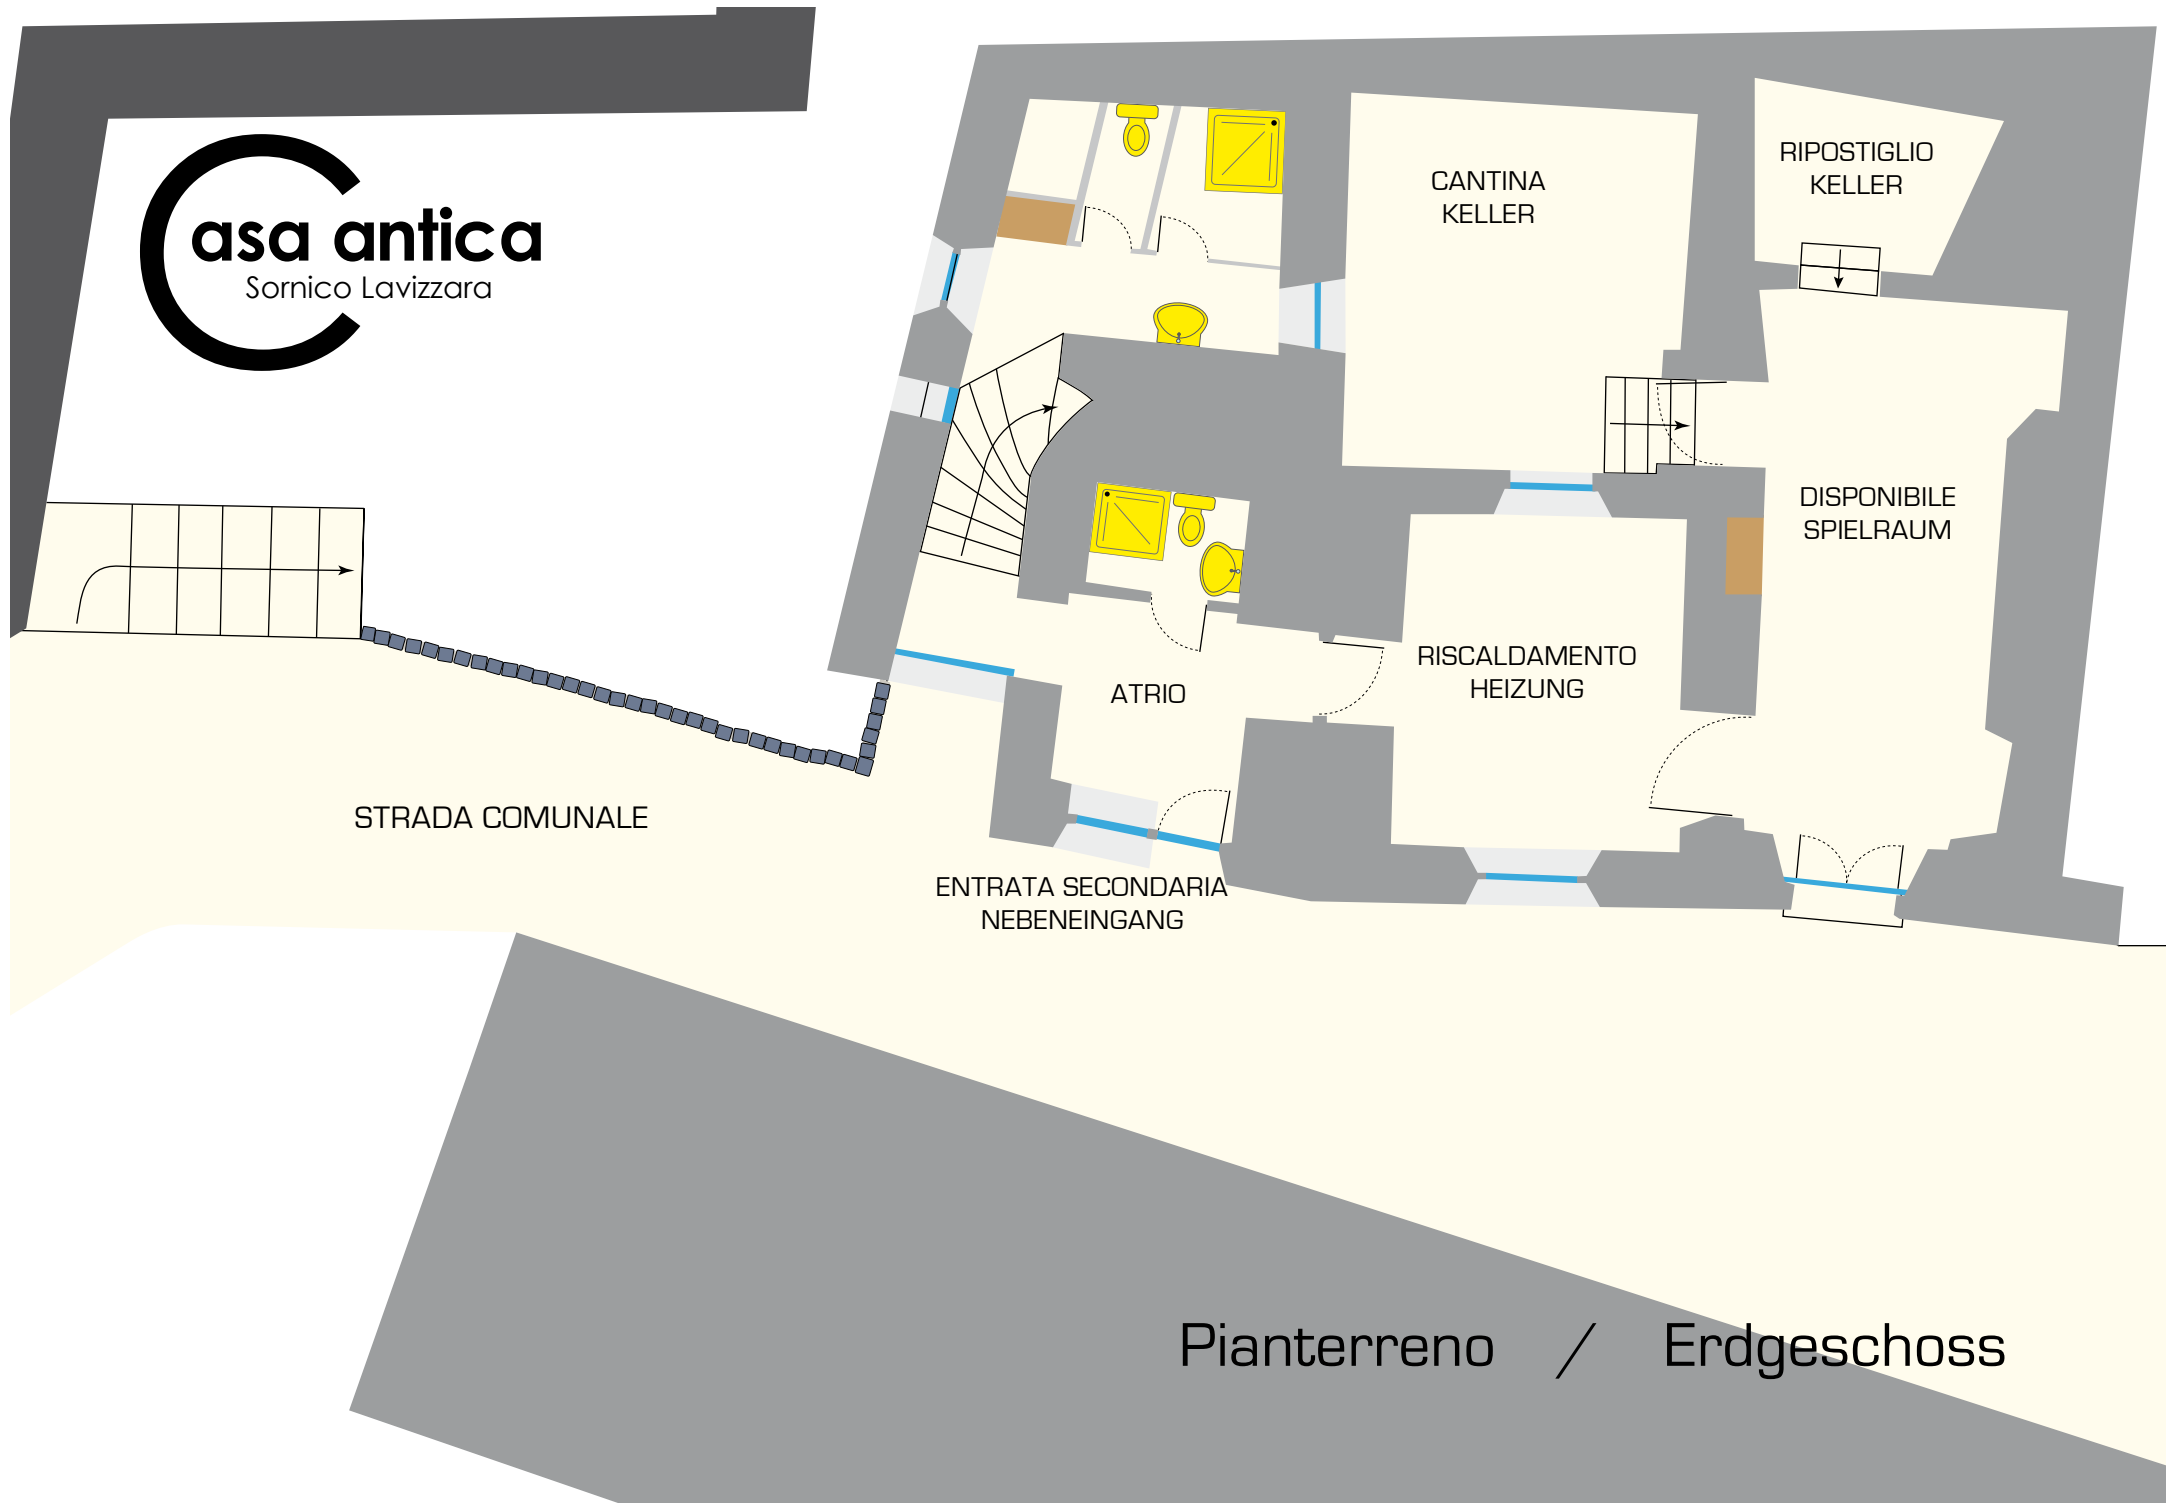 Casa antica
Sornico Lavizzara
CANTINA
KELLER
RIPOSTIGLIO
KELLER
DISPONIBILE
SPIELRAUM
RISCALDAMENTO
HEIZUNG
ATRIO
STRADA COMUNALE
ENTRATA SECONDARIA
NEBENEINGANG
Pianterreno / Erdgeschoss